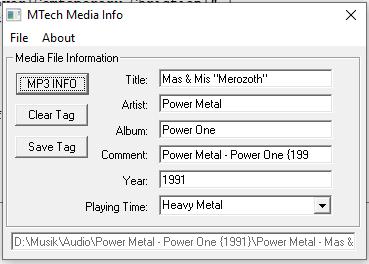 MTech Media Info
File About
Media File Information
MP3 INFO
Title: Mas & Mis "Merozoth"
Artist: Power Metal
Clear Tag
Album: Power One
Save Tag
Comment: Power Metal - Power One {199
Year: 1991
Playing Time: Heavy Metal
D:\Musik\Audio\Power Metal - Power One {1991}\Power Metal - Mas &